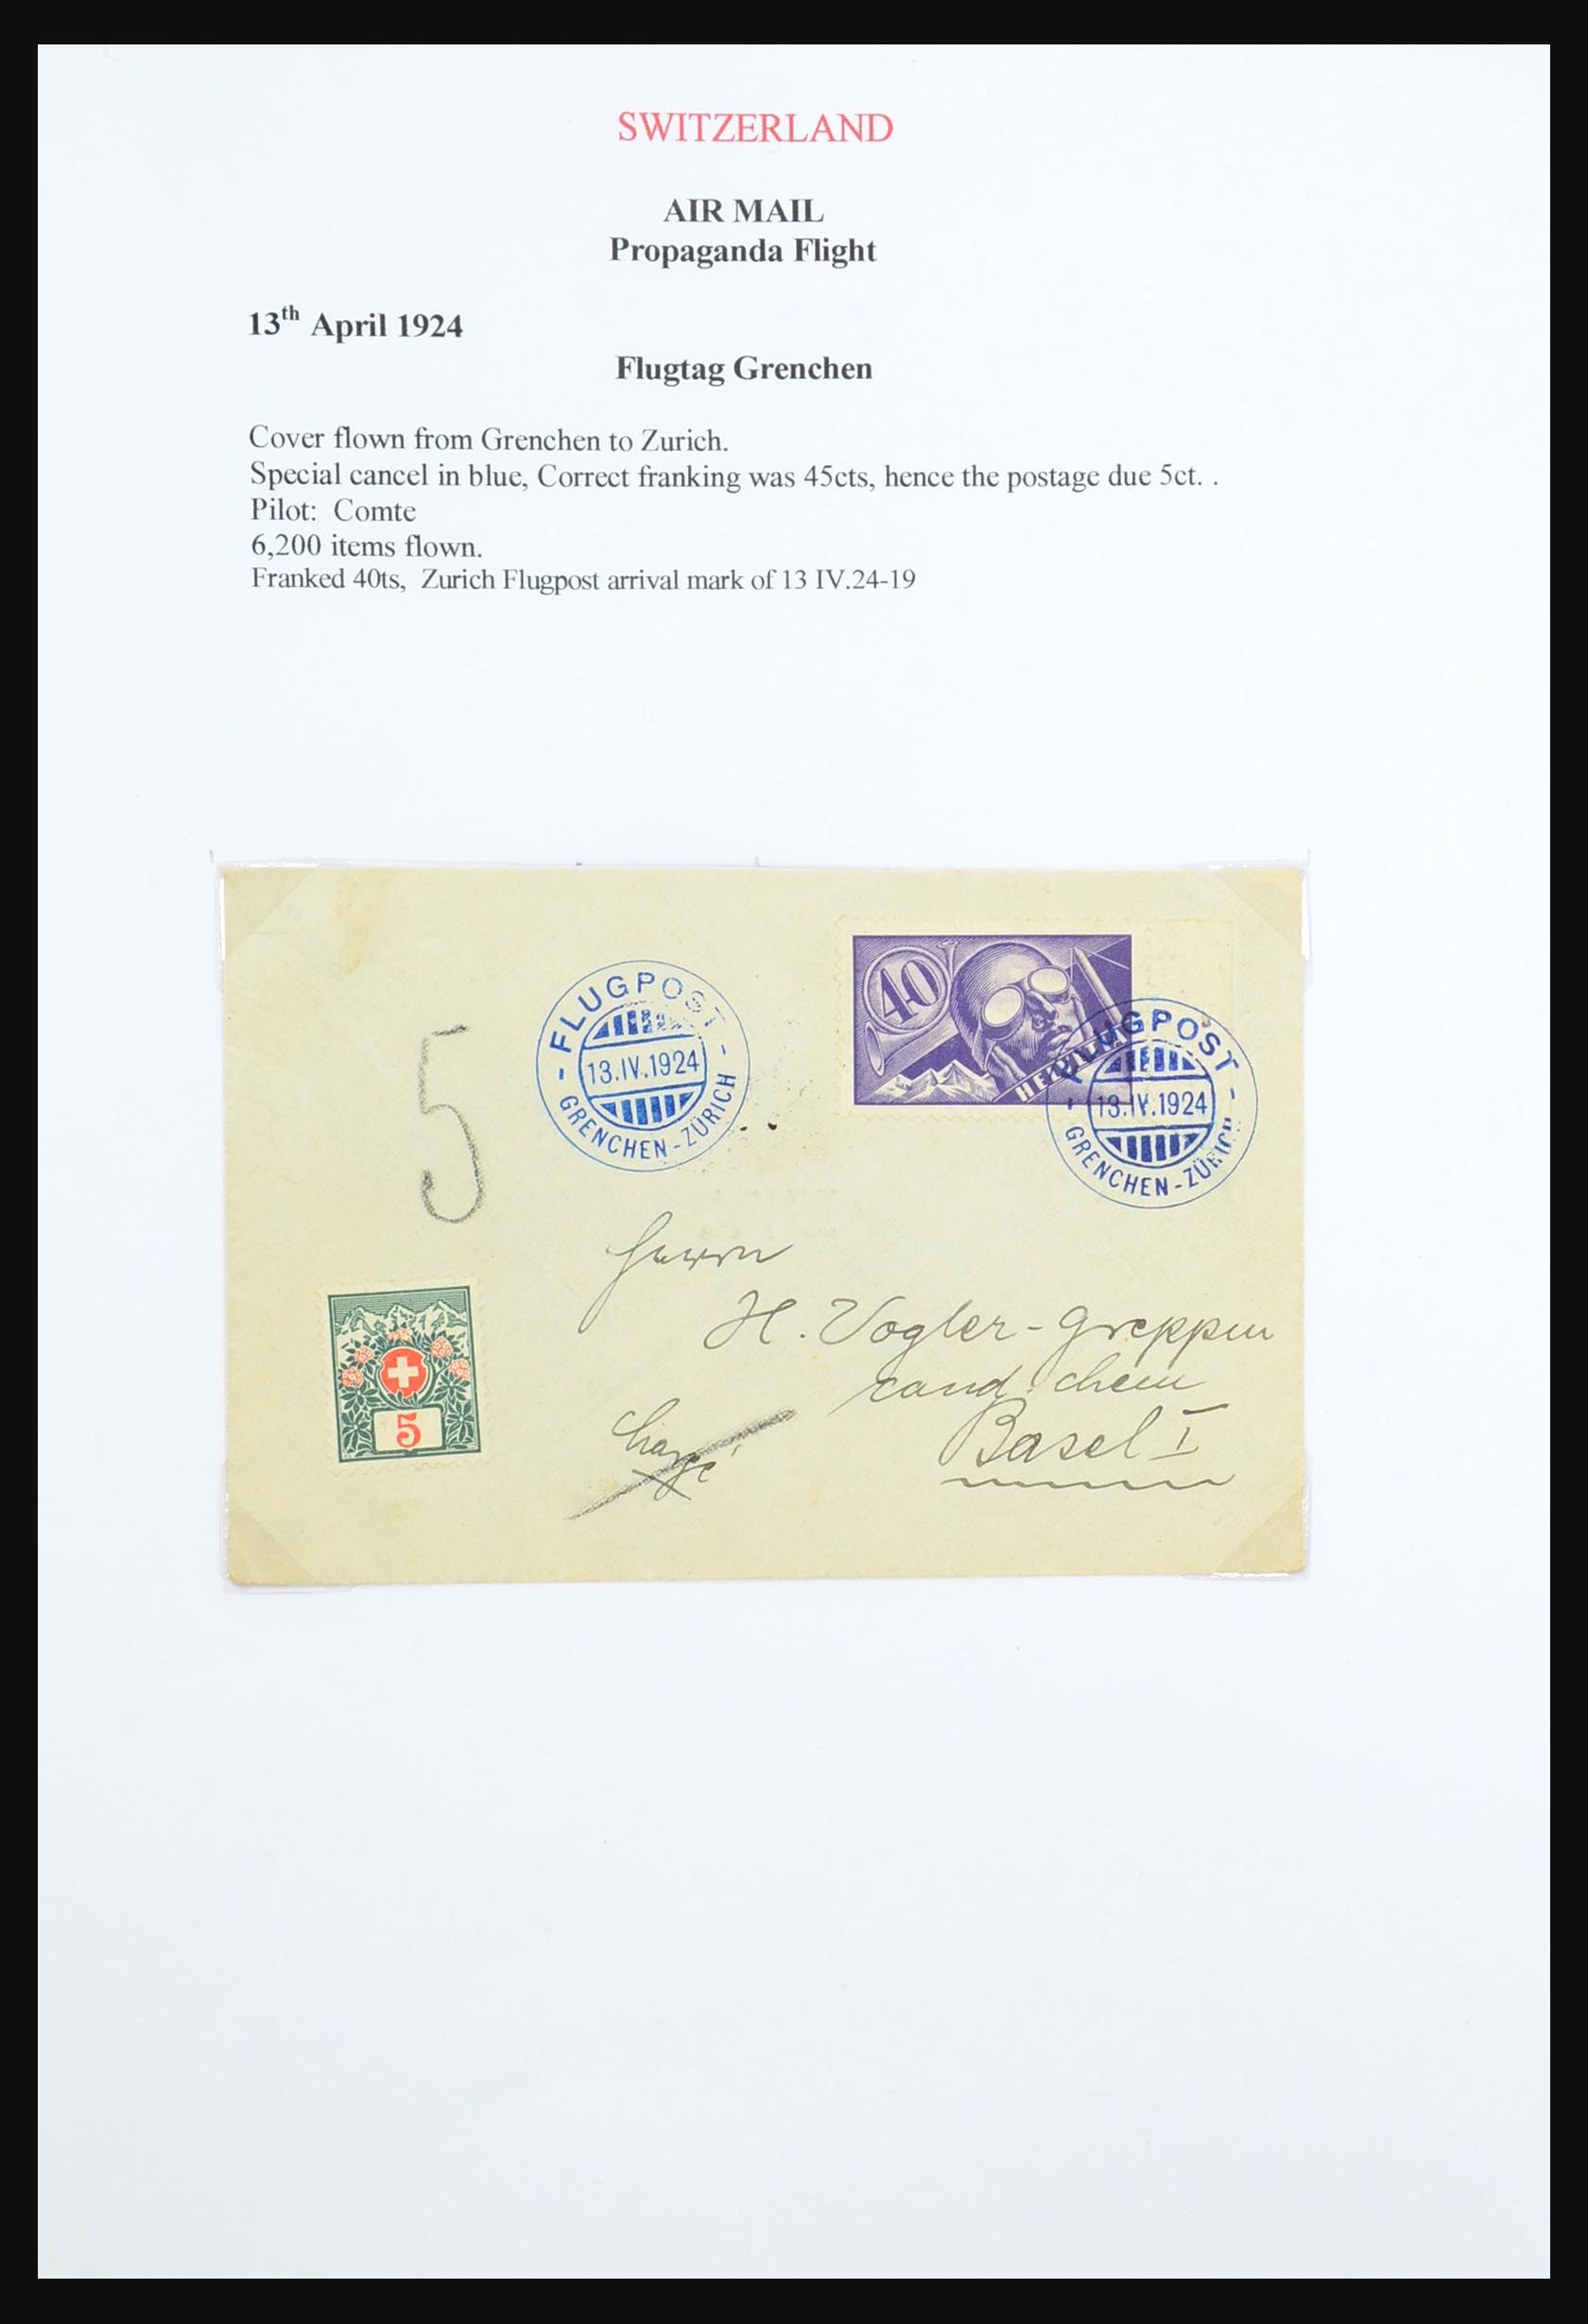 SWITZERLAND
AIR MAIL
Propaganda Flight
13th April 1924
Flugtag Grenchen
Cover flown from Grenchen to Zurich.
Special cancel in blue, Correct franking was 45cts, hence the postage due 5ct. .
Pilot: Comte
6,200 items flown.
Franked 40ts, Zurich Flugpost arrival mark of 13 IV.24-19
40
HELVETIA
FLUGPOST
13.IV.1924
GRENCHEN-ZÜRICH
FLUGPOST
13.IV.1924
GRENCHEN-ZÜRICH
5
Herrn
H. Vogler-Greppin
cand. chem
Basel I
5